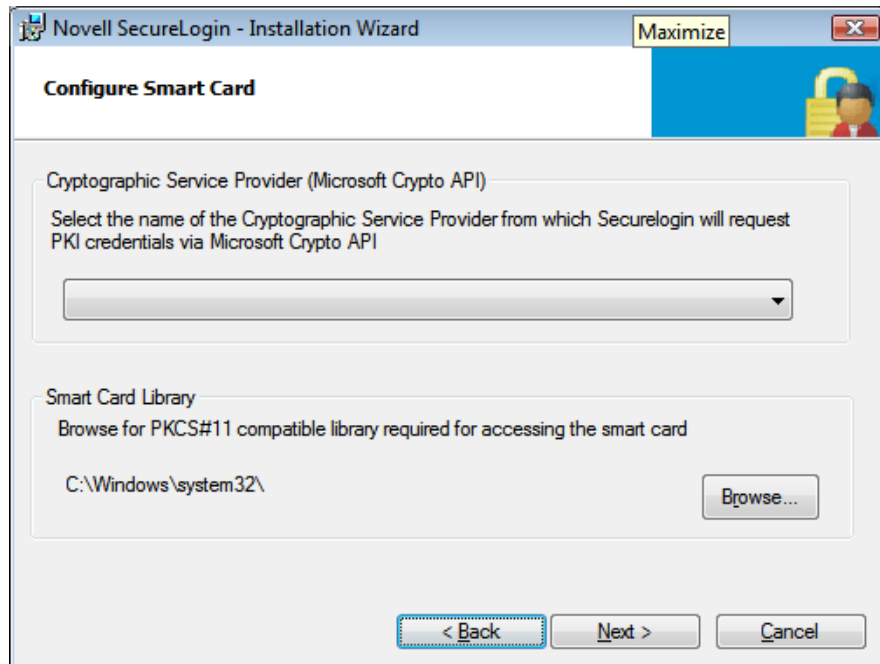 Novell SecureLogin - Installation Wizard
Maximize
Configure Smart Card
Cryptographic Service Provider (Microsoft Crypto API)
Select the name of the Cryptographic Service Provider from which Securelogin will request
PKI credentials via Microsoft Crypto API
Smart Card Library
Browse for PKCS#11 compatible library required for accessing the smart card
C:\Windows\system32\
Browse...
< Back
Next >
Cancel